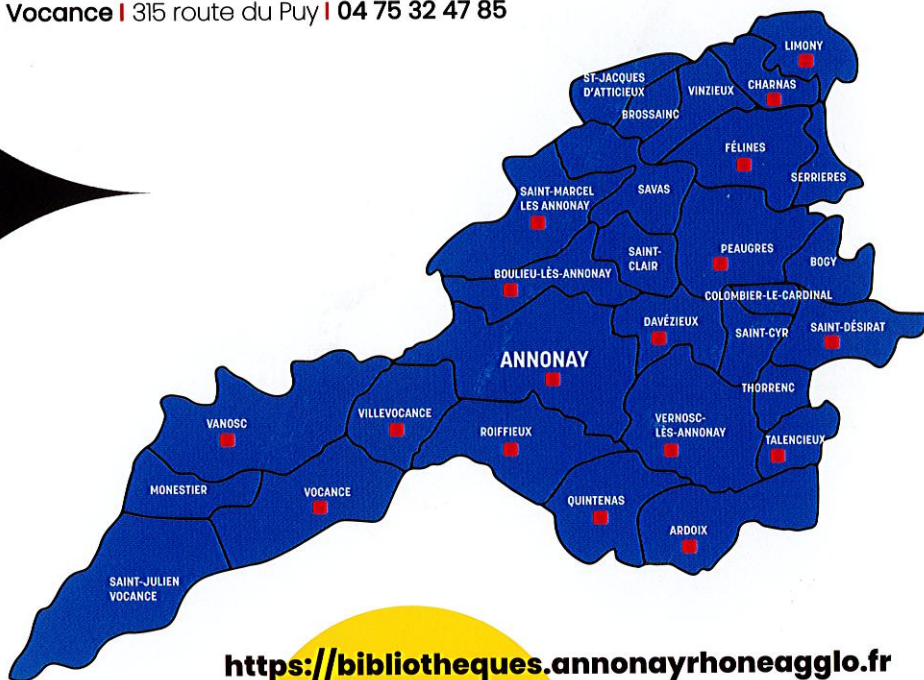 Vocance I 315 route du Puy I 04 75 32 47 85
LIMONY
ST-JACQUES
D'ATTICIEUX
VINZIEUX
CHARNAS
BROSSAINC
FÉLINES
SERRIERES
SAINT-MARCEL
LES ANNONAY
SAVAS
SAINT-
CLAIR
PEAUGRES
BOGY
BOULIEU-LÈS-ANNONAY
COLOMBIER-LE-CARDINAL
DAVÉZIEUX
SAINT-CYR
SAINT-DÉSIRAT
ANNONAY
THORRENC
VANOSC
VILLEVOCANCE
ROIFFIEUX
VERNOSC-
LÈS-ANNONAY
TALENCIEUX
MONESTIER
VOCANCE
QUINTENAS
ARDOIX
SAINT-JULIEN
VOCANCE
https://bibliotheques.annonayrhoneagglo.fr